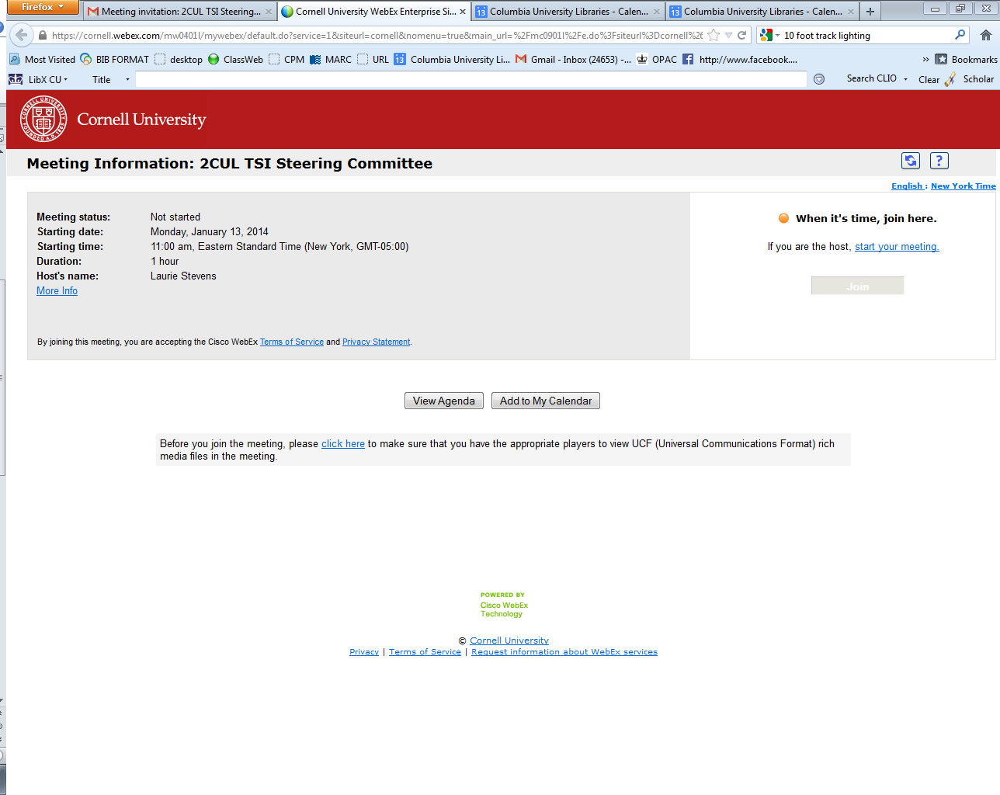 Firefox
Meeting invitation: 2CUL TSI Steering...
Cornell University WebEx Enterprise Si...
13 Columbia University Libraries - Calen...
13 Columbia University Libraries - Calen...
https://cornell.webex.com/mw0401l/mywebex/default.do?service=1&siteurl=cornell&nomenu=true&main_url=%2Fmc0901l%2Fe.do%3Fsiteurl%3Dcornell%26
10 foot track lighting
Most Visited BIB FORMAT desktop ClassWeb CPM MARC URL 13 Columbia University Li... Gmail - Inbox (24653) -... OPAC http://www.facebook.... » Bookmarks
LibX CU Title Search CLIO Clear Scholar
Cornell University
Meeting Information: 2CUL TSI Steering Committee
?
English : New York Time
Meeting status: Not started
Starting date: Monday, January 13, 2014
Starting time: 11:00 am, Eastern Standard Time (New York, GMT-05:00)
Duration: 1 hour
Host's name: Laurie Stevens
More Info
By joining this meeting, you are accepting the Cisco WebEx Terms of Service and Privacy Statement.
When it's time, join here.
If you are the host, start your meeting.
Join
View Agenda
Add to My Calendar
Before you join the meeting, please click here to make sure that you have the appropriate players to view UCF (Universal Communications Format) rich
media files in the meeting.
POWERED BY
Cisco WebEx
Technology
© Cornell University
Privacy | Terms of Service | Request information about WebEx services